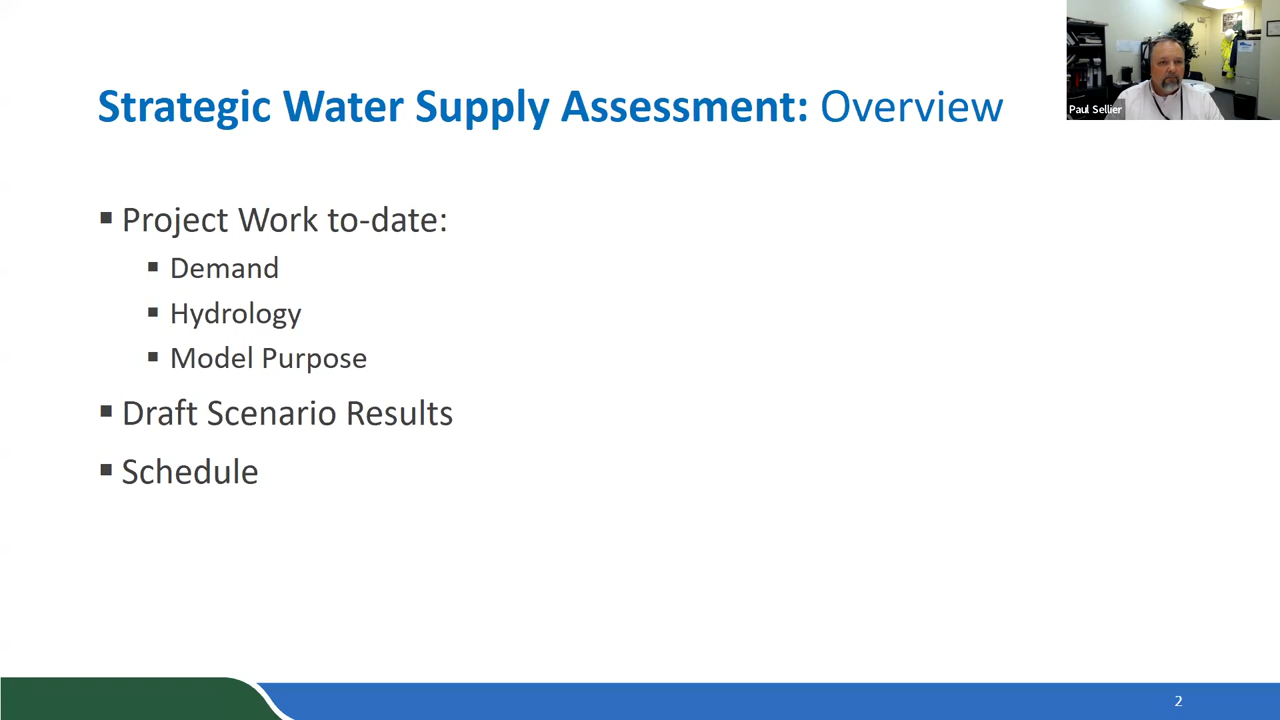 Strategic Water Supply Assessment: Overview
Paul Sellier
▪ Project Work to-date:
▪ Demand
▪ Hydrology
▪ Model Purpose
▪ Draft Scenario Results
▪ Schedule
2